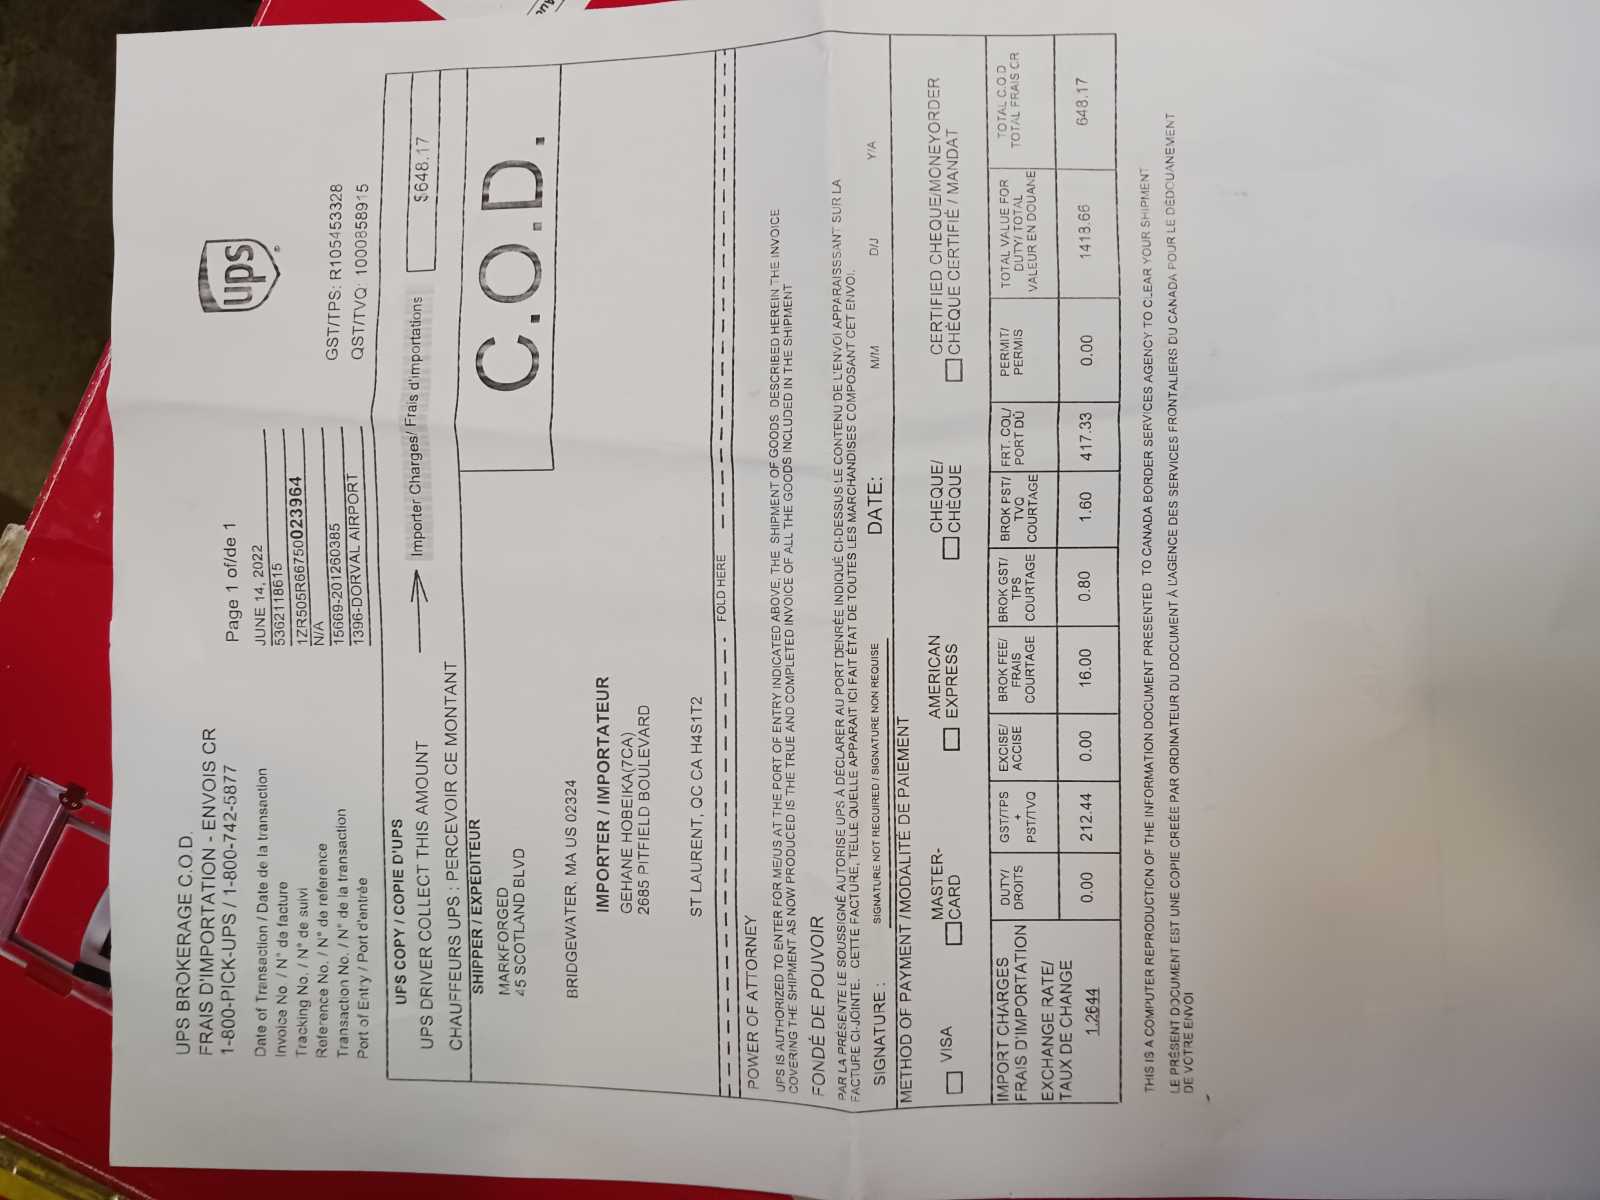 UPS BROKERAGE C.O.D.
FRAIS D'IMPORTATION - ENVOIS CR
1-800-PICK-UPS / 1-800-742-5877
Page 1 of/de 1
ups
Date of Transaction / Date de la transaction JUNE 14, 2022
Invoice No. / N° de facture 5362118615
Tracking No. / N° de suivi 1ZR505R66750023964
Reference No. / N° de reference N/A
Transaction No. / N° de la transaction 15669-201260385
Port of Entry / Port d'entrée 1396-DORVAL AIRPORT
GST/TPS: R105453328
QST/TVQ: 1000858915
UPS COPY / COPIE D'UPS
UPS DRIVER COLLECT THIS AMOUNT
Importer Charges/ Frais d'importations
$648.17
CHAUFFEURS UPS : PERCEVOIR CE MONTANT
SHIPPER / EXPEDITEUR
C.O.D.
MARKFORGED
45 SCOTLAND BLVD
BRIDGEWATER, MA US 02324
IMPORTER / IMPORTATEUR
GEHANE HOBEIKA(7CA)
2685 PITFIELD BOULEVARD
ST LAURENT, QC CA H4S1T2
FOLD HERE
POWER OF ATTORNEY
UPS IS AUTHORIZED TO ENTER FOR ME/US AT THE PORT OF ENTRY INDICATED ABOVE, THE SHIPMENT OF GOODS DESCRIBED HEREIN THE INVOICE
COVERING THE SHIPMENT AS NOW PRODUCED IS THE TRUE AND COMPLETED INVOICE OF ALL THE GOODS INCLUDED IN THE SHIPMENT
FONDÉ DE POUVOIR
PAR LA PRÉSENTE LE SOUSSIGNÉ AUTORISE UPS À DÉCLARER AU PORT DENRÉE INDIQUÉ CI-DESSUS LE CONTENU DE L'ENVOI APPARAISSSANT SUR LA
FACTURE CI-JOINTE. CETTE FACTURE, TELLE QUELLE APPARAIT ICI FAIT ÉTAT DE TOUTES LES MARCHANDISES COMPOSANT CET ENVOI.
SIGNATURE : SIGNATURE NOT REQUIRED / SIGNATURE NON REQUISE DATE: M/M D/J Y/A
METHOD OF PAYMENT /MODALITÉ DE PAIEMENT
VISA
MASTER-
CARD
AMERICAN
EXPRESS
CHEQUE/
CHÈQUE
CERTIFIED CHEQUE/MONEYORDER
CHÈQUE CERTIFIÉ / MANDAT
IMPORT CHARGES
FRAIS D'IMPORTATION
EXCHANGE RATE/
TAUX DE CHANGE
1.2644
DUTY/
DROITS
0.00
GST/TPS
+
PST/TVQ
212.44
EXCISE/
ACCISE
0.00
BROK FEE/
FRAIS
COURTAGE
16.00
BROK GST/
TPS
COURTAGE
0.80
BROK PST/
TVQ
COURTAGE
1.60
FRT. COL/
PORT DÛ
417.33
PERMIT/
PERMIS
0.00
TOTAL VALUE FOR
DUTY/ TOTAL
VALEUR EN DOUANE
1418.66
TOTAL C.O.D
TOTAL FRAIS CR
648.17
THIS IS A COMPUTER REPRODUCTION OF THE INFORMATION DOCUMENT PRESENTED TO CANADA BORDER SERVICES AGENCY TO CLEAR YOUR SHIPMENT
LE PRÉSENT DOCUMENT EST UNE COPIE CREÉE PAR ORDINATEUR DU DOCUMENT À L'AGENCE DES SERVICES FRONTALIERS DU CANADA POUR LE DÉDOUANEMENT
DE VOTRE ENVOI